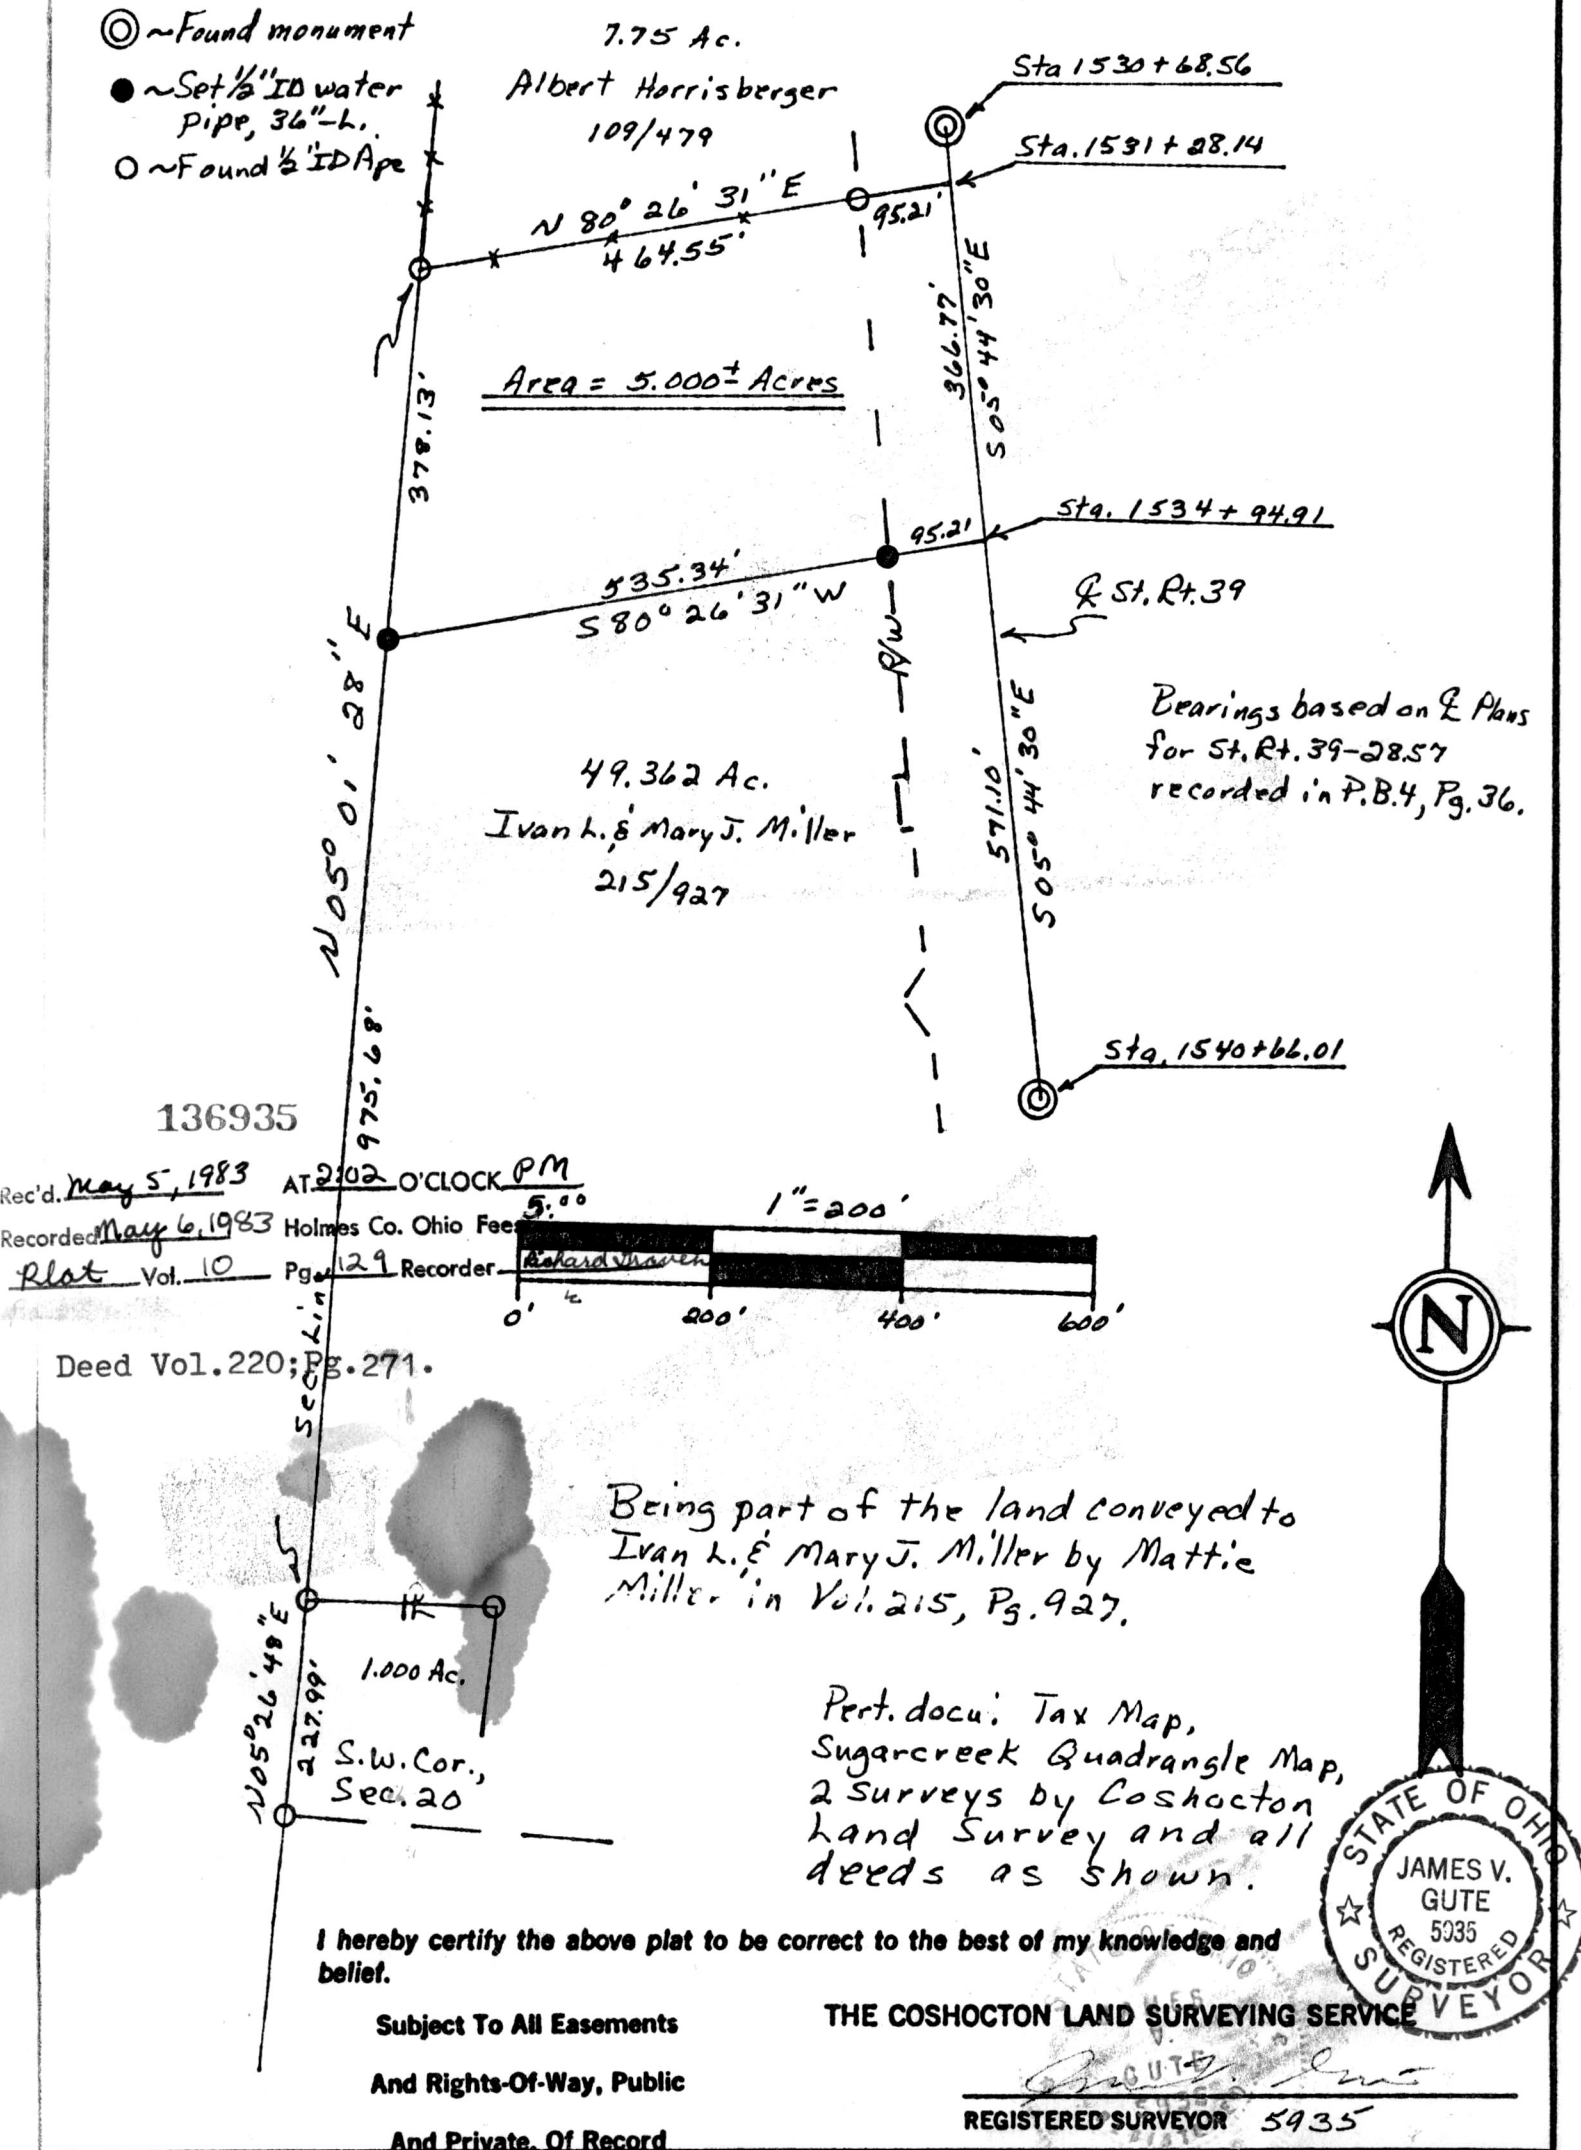 ~Found monument
~Set 1/2" ID water
pipe, 36"-L.
~Found 1/2" ID Pipe
7.75 Ac.
Albert Horrisberger
109/479
Sta 1530+68.56
Sta. 1531+28.14
N 80° 26' 31" E
464.55'
95.21'
366.77'
S 05° 44' 30" E
Area = 5.000± Acres
378.13'
Sta. 1534+94.91
95.21
535.34'
S 80° 26' 31" W
℄ St. Rt. 39
R/W
N 05° 01' 28" E
Bearings based on ℄ Plans
for St. Rt. 39-28.57
recorded in P.B. 4, Pg. 36.
49.362 Ac.
Ivan L. & Mary J. Miller
215/927
571.10'
S 05° 44' 30" E
Sta. 1540+66.01
975.68'
136935
Rec'd. May 5, 1983 AT 2:02 O'CLOCK PM
Recorded May 6, 1983 Holmes Co. Ohio Fee 5.00
Plat Vol. 10 Pg. 129 Recorder Richard Graven
1"=200'
0' 200' 400' 600'
Sec. Line
Deed Vol.220;Pg.271.
N
Being part of the land conveyed to
Ivan L. & Mary J. Miller by Mattie
Miller in Vol. 215, Pg. 927.
N 05° 26' 48" E
227.99'
1.000 Ac.
S.W. Cor.,
Sec. 20
Pert. docu: Tax Map,
Sugarcreek Quadrangle Map,
2 surveys by Coshocton
Land Survey and all
deeds as shown.
STATE OF OHIO
JAMES V.
GUTE
5935
REGISTERED
SURVEYOR
I hereby certify the above plat to be correct to the best of my knowledge and
belief.
Subject To All Easements
And Rights-Of-Way, Public
And Private, Of Record
THE COSHOCTON LAND SURVEYING SERVICE
REGISTERED SURVEYOR 5935